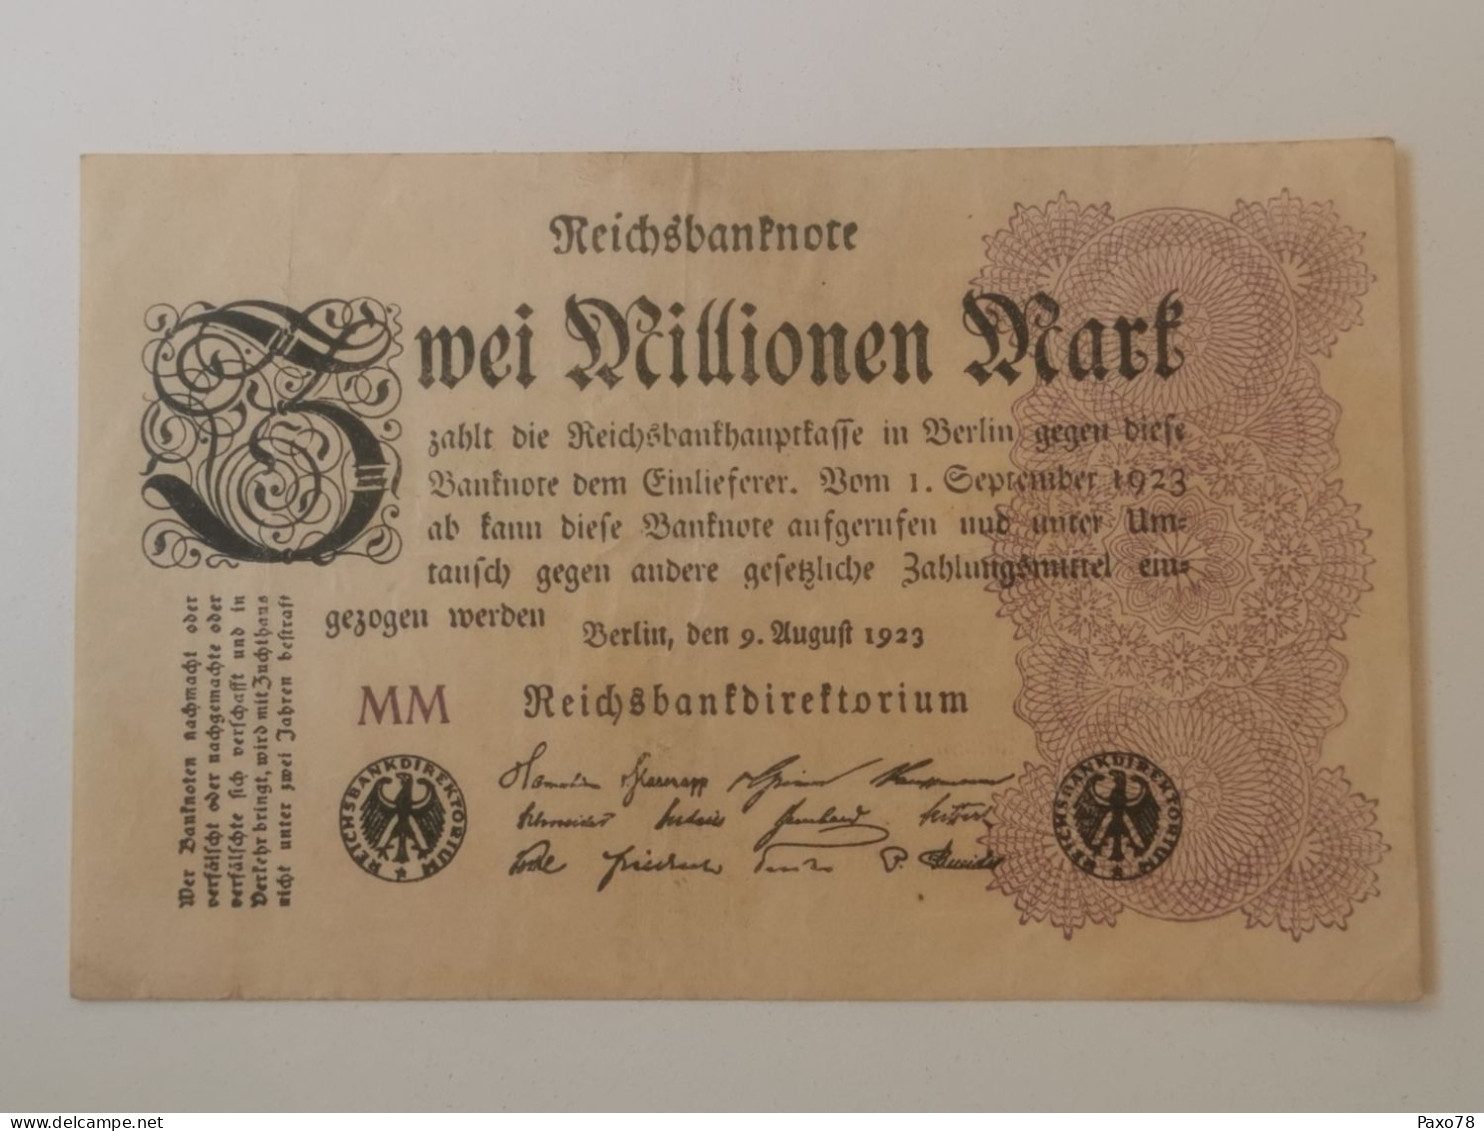 Reichsbanknote
Zwei Millionen Mark
zahlt die Reichsbankhauptkasse in Berlin gegen diese
Banknote dem Einlieferer. Vom 1. September 1923
ab kann diese Banknote aufgerufen und unter Um-
tausch gegen andere gesetzliche Zahlungsmittel ein-
gezogen werden
Berlin, den 9. August 1923
MM
Reichsbankdirektorium
Wer Banknoten nachmacht oder
verfälscht oder nachgemachte oder
verfälschte sich verschafft und in
Verkehr bringt, wird mit Zuchthaus
nicht unter zwei Jahren bestraft
REICHSBANKDIREKTORIUM
Schneider
Friedrich
P. Schneider
REICHSBANKDIREKTORIUM
www.delcampe.net
Paxo78